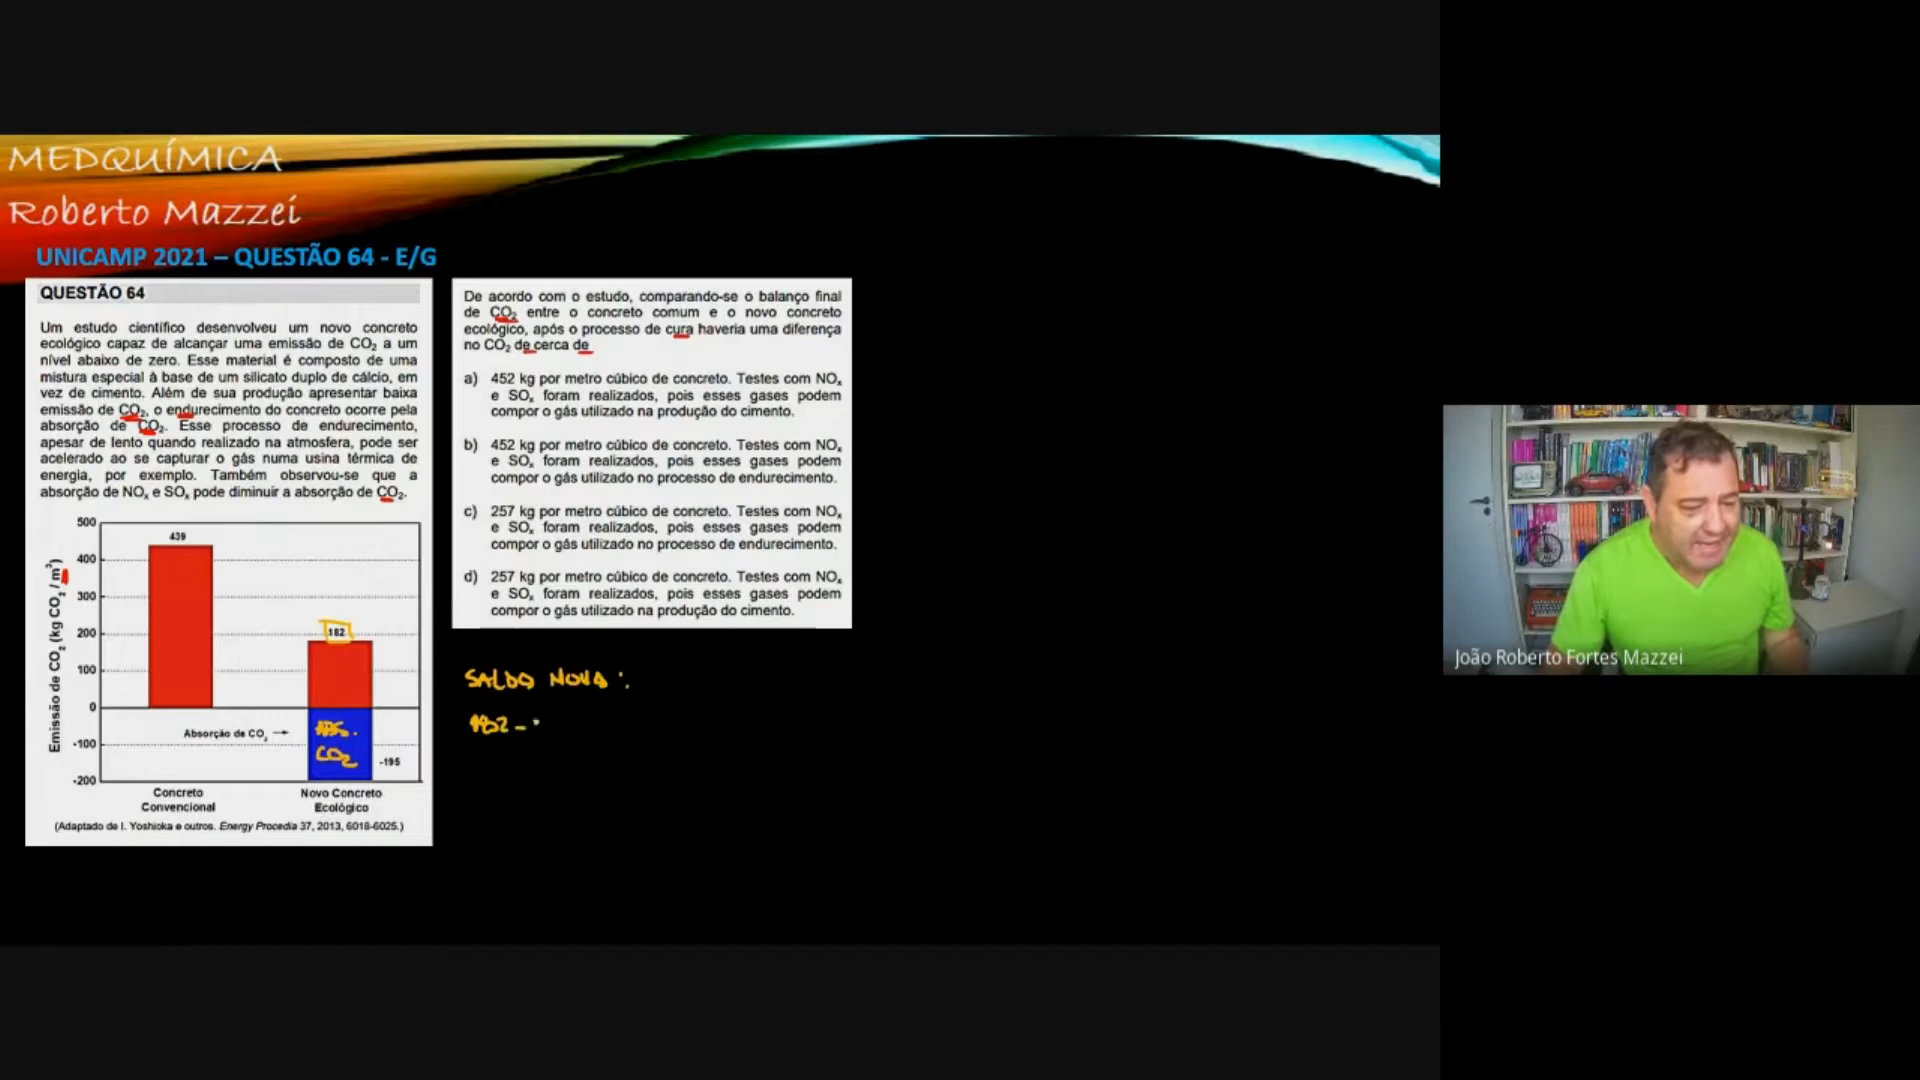 MEDQUÍMICA
Roberto Mazzei
UNICAMP 2021 – QUESTÃO 64 - E/G
QUESTÃO 64
Um estudo científico desenvolveu um novo concreto
ecológico capaz de alcançar uma emissão de CO₂ a um
nível abaixo de zero. Esse material é composto de uma
mistura especial à base de um silicato duplo de cálcio, em
vez de cimento. Além de sua produção apresentar baixa
emissão de CO₂, o endurecimento do concreto ocorre pela
absorção de CO₂. Esse processo de endurecimento,
apesar de lento quando realizado na atmosfera, pode ser
acelerado ao se capturar o gás numa usina térmica de
energia, por exemplo. Também observou-se que a
absorção de NOₓ e SOₓ pode diminuir a absorção de CO₂.
Emissão de CO₂ (kg CO₂ / m³)
500
400
300
200
100
0
-100
-200
439
182
Absorção de CO₂ →
ABS.
CO₂
-195
Concreto
Convencional
Novo Concreto
Ecológico
(Adaptado de I. Yoshioka e outros. Energy Procedia 37, 2013, 6018-6025.)
De acordo com o estudo, comparando-se o balanço final
de CO₂ entre o concreto comum e o novo concreto
ecológico, após o processo de cura haveria uma diferença
no CO₂ de cerca de
a) 452 kg por metro cúbico de concreto. Testes com NOₓ
e SOₓ foram realizados, pois esses gases podem
compor o gás utilizado na produção do cimento.
b) 452 kg por metro cúbico de concreto. Testes com NOₓ
e SOₓ foram realizados, pois esses gases podem
compor o gás utilizado no processo de endurecimento.
c) 257 kg por metro cúbico de concreto. Testes com NOₓ
e SOₓ foram realizados, pois esses gases podem
compor o gás utilizado no processo de endurecimento.
d) 257 kg por metro cúbico de concreto. Testes com NOₓ
e SOₓ foram realizados, pois esses gases podem
compor o gás utilizado na produção do cimento.
SALDO NOVO :
182 -
João Roberto Fortes Mazzei